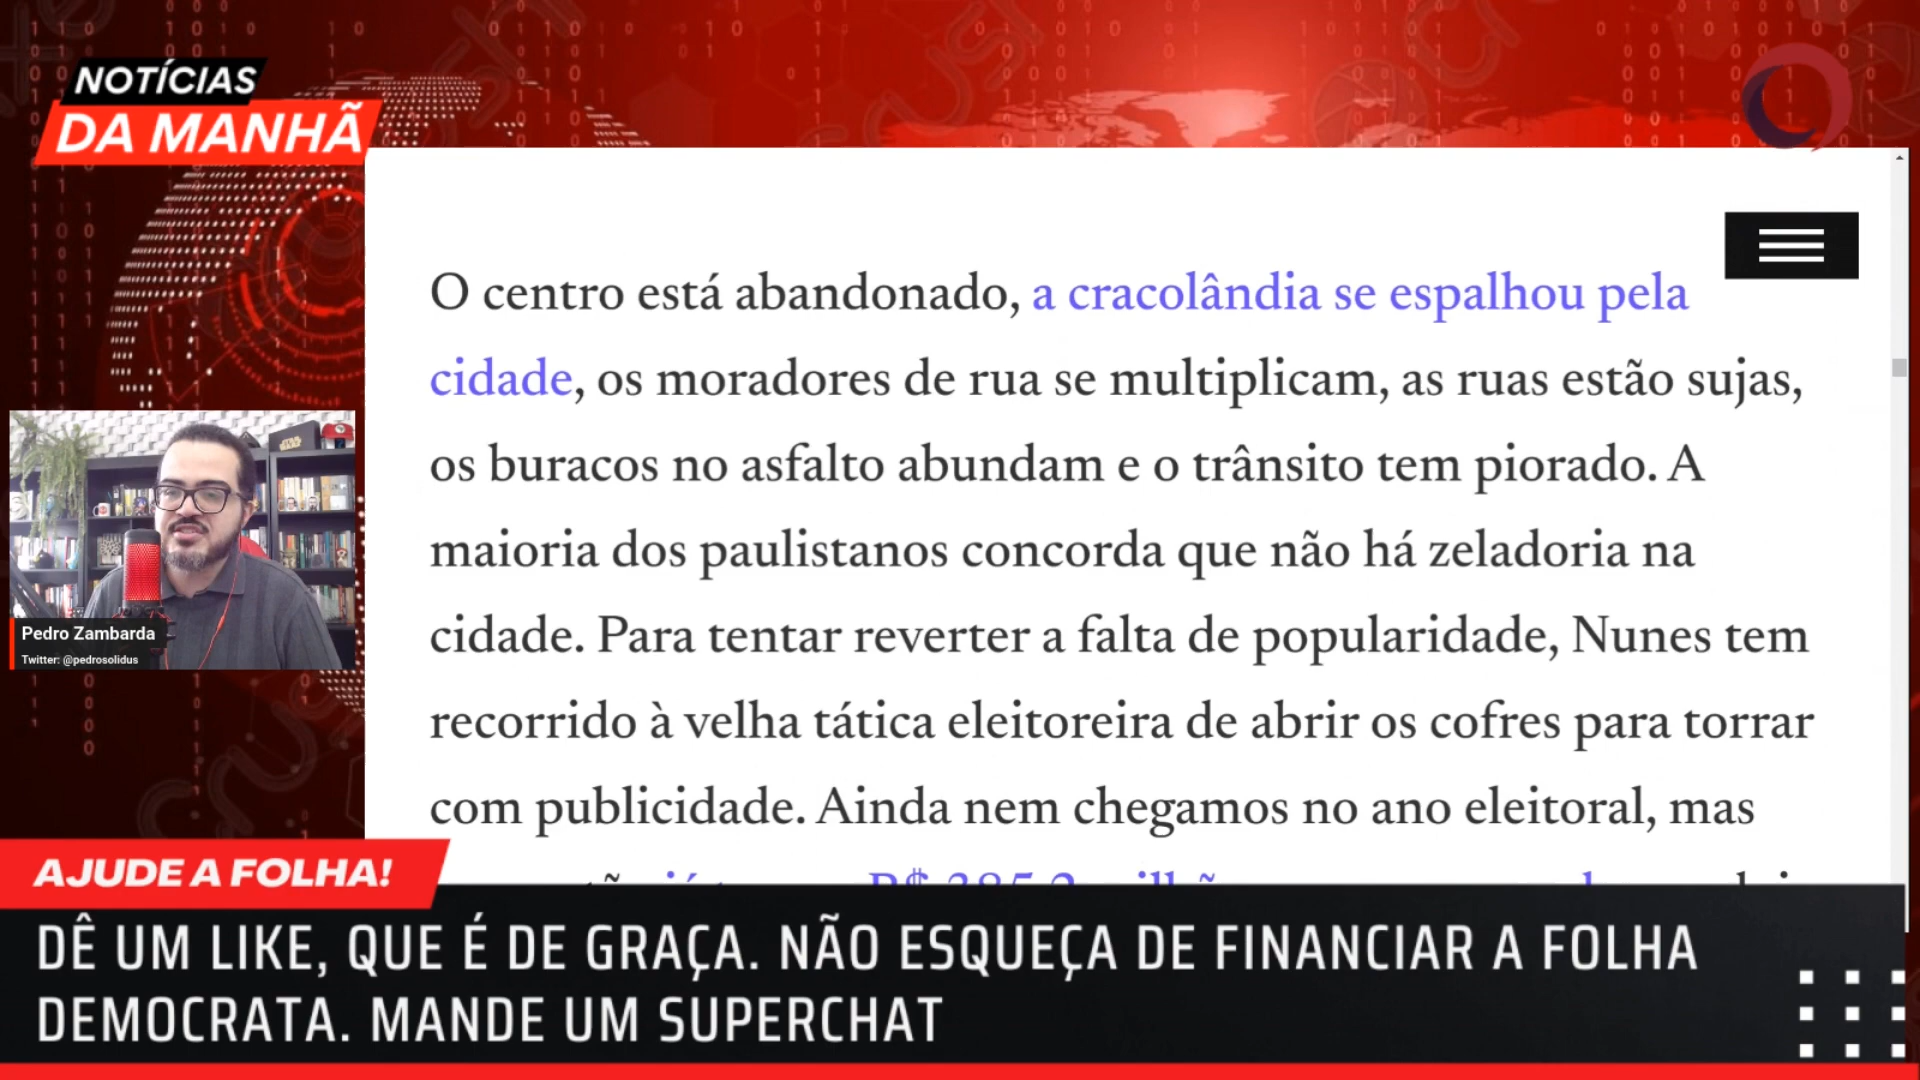 NOTÍCIAS
DA MANHÃ
O centro está abandonado, a cracolândia se espalhou pela
cidade, os moradores de rua se multiplicam, as ruas estão sujas,
os buracos no asfalto abundam e o trânsito tem piorado. A
maioria dos paulistanos concorda que não há zeladoria na
cidade. Para tentar reverter a falta de popularidade, Nunes tem
recorrido à velha tática eleitoreira de abrir os cofres para torrar
com publicidade. Ainda nem chegamos no ano eleitoral, mas
Pedro Zambarda
Twitter: @pedrosolidus
AJUDE A FOLHA!
DÊ UM LIKE, QUE É DE GRAÇA. NÃO ESQUEÇA DE FINANCIAR A FOLHA
DEMOCRATA. MANDE UM SUPERCHAT